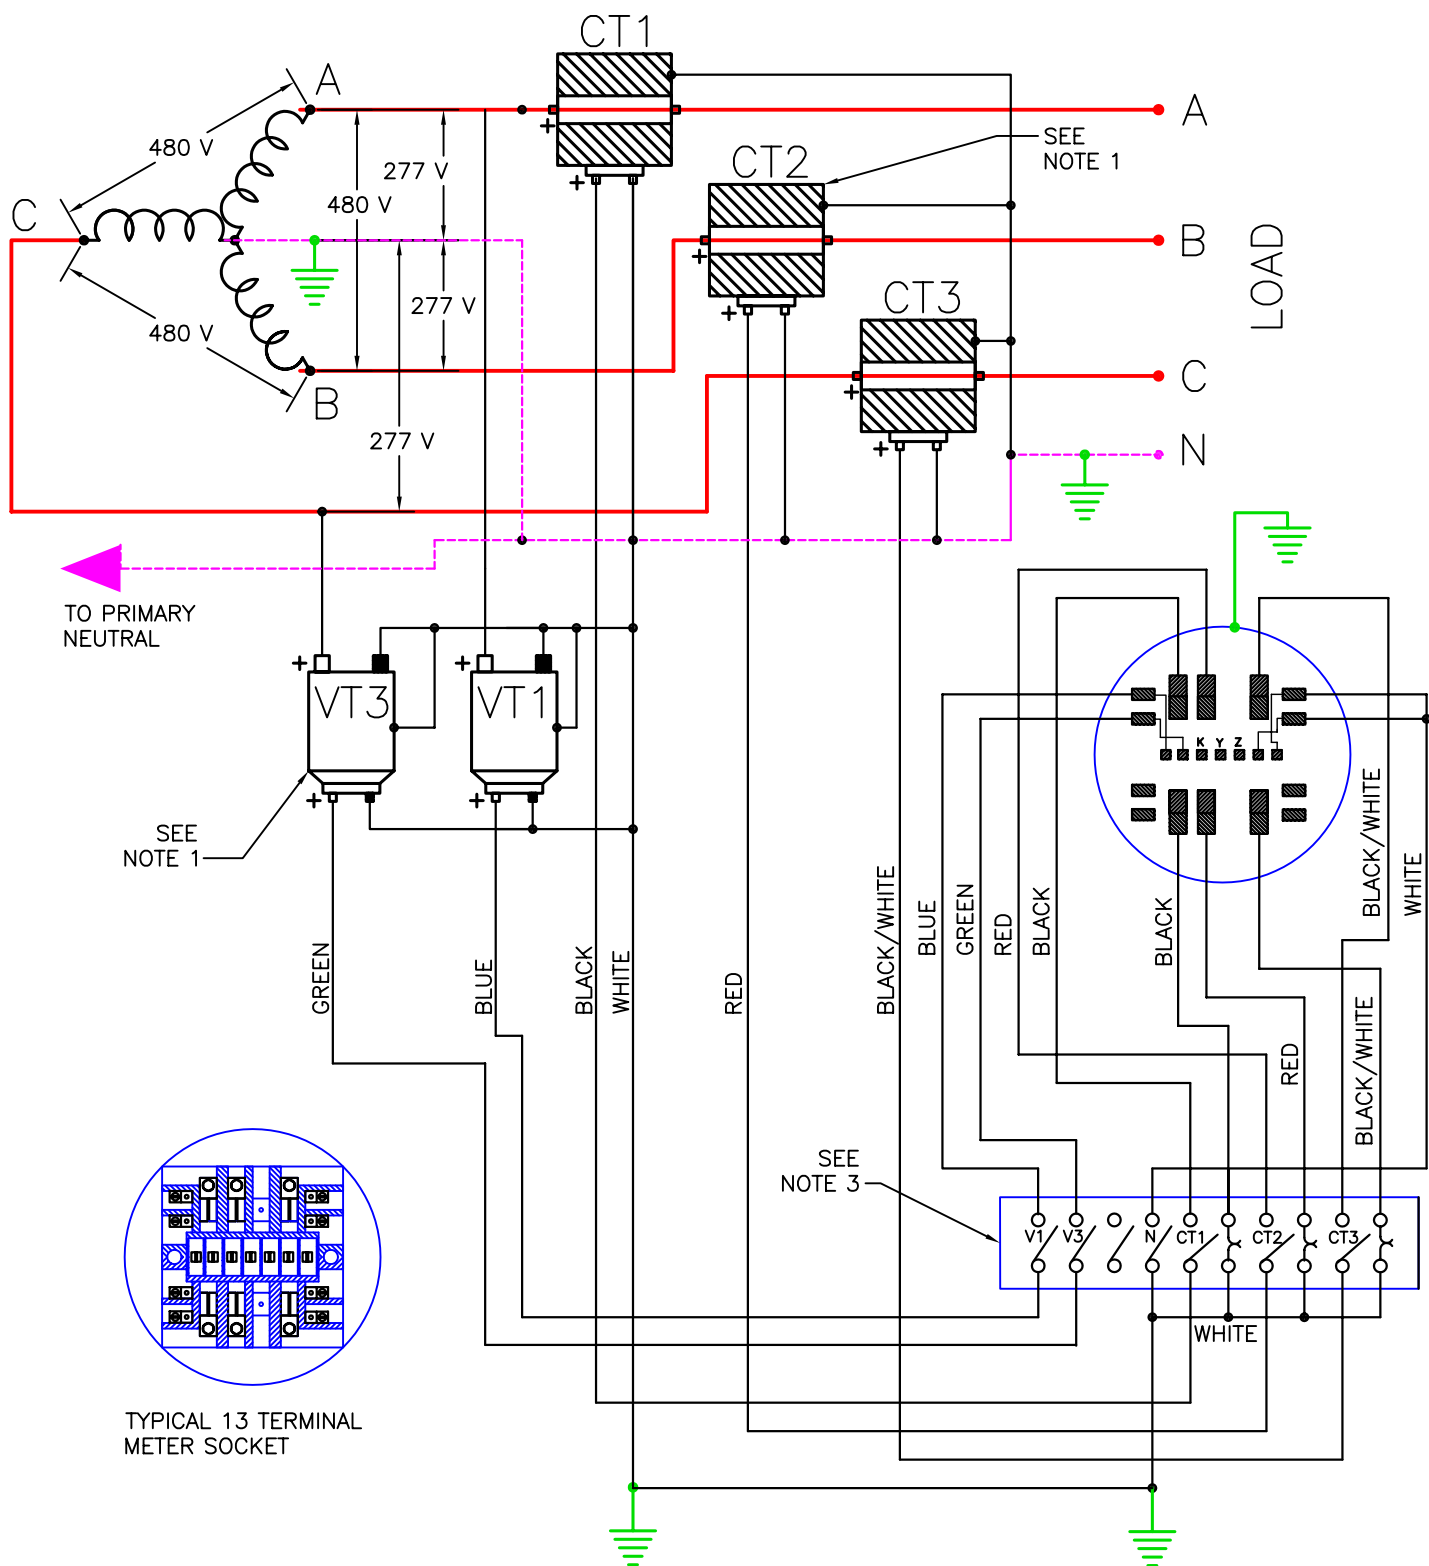 CT1
A
480 V
277 V
480 V
A
SEE
NOTE 1
CT2
C
B
LOAD
277 V
CT3
480 V
B
C
277 V
N
TO PRIMARY
NEUTRAL
+
VT3
+
VT1
K Y Z
SEE
NOTE 1
BLACK/WHITE
WHITE
GREEN
BLUE
BLACK
WHITE
RED
BLACK/WHITE
BLUE
GREEN
RED
BLACK
BLACK
RED
BLACK/WHITE
SEE
NOTE 3
V1 V3 N CT1 CT2 CT3
WHITE
TYPICAL 13 TERMINAL
METER SOCKET